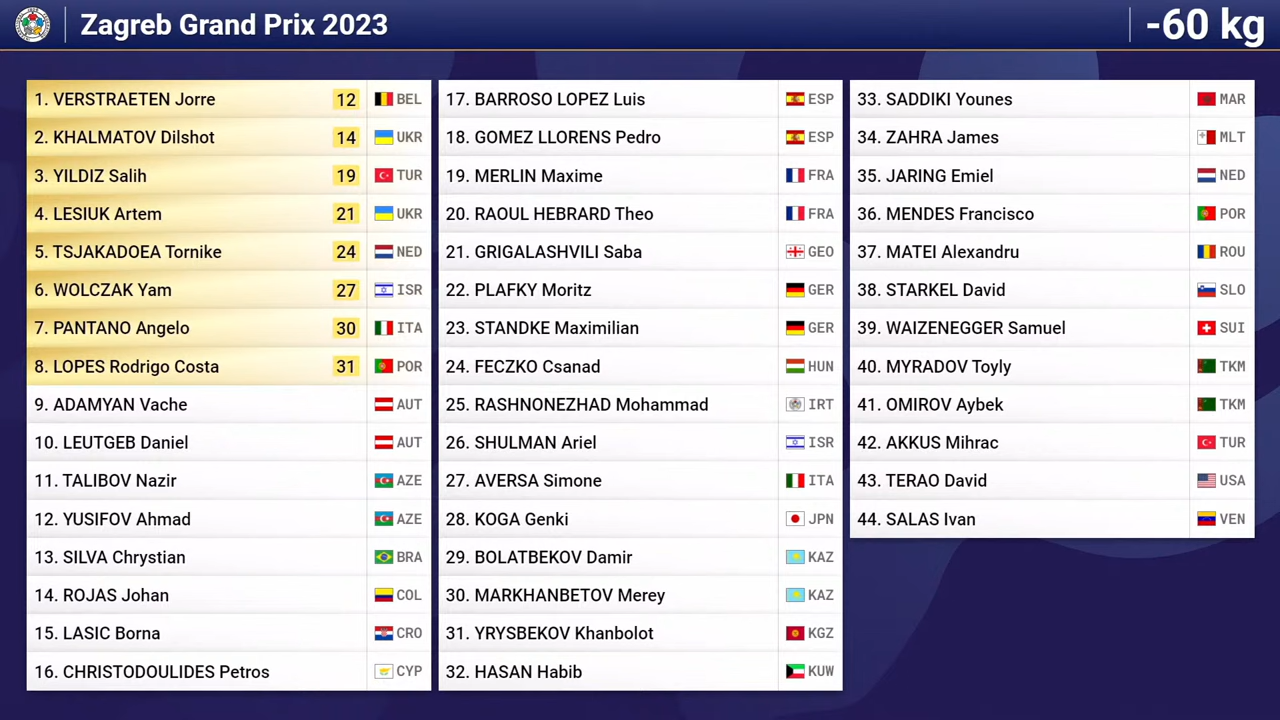 Zagreb Grand Prix 2023
-60 kg
1. VERSTRAETEN Jorre 12 BEL
2. KHALMATOV Dilshot 14 UKR
3. YILDIZ Salih 19 TUR
4. LESIUK Artem 21 UKR
5. TSJAKADOEA Tornike 24 NED
6. WOLCZAK Yam 27 ISR
7. PANTANO Angelo 30 ITA
8. LOPES Rodrigo Costa 31 POR
9. ADAMYAN Vache AUT
10. LEUTGEB Daniel AUT
11. TALIBOV Nazir AZE
12. YUSIFOV Ahmad AZE
13. SILVA Chrystian BRA
14. ROJAS Johan COL
15. LASIC Borna CRO
16. CHRISTODOULIDES Petros CYP
17. BARROSO LOPEZ Luis ESP
18. GOMEZ LLORENS Pedro ESP
19. MERLIN Maxime FRA
20. RAOUL HEBRARD Theo FRA
21. GRIGALASHVILI Saba GEO
22. PLAFKY Moritz GER
23. STANDKE Maximilian GER
24. FECZKO Csanad HUN
25. RASHNONEZHAD Mohammad IRT
26. SHULMAN Ariel ISR
27. AVERSA Simone ITA
28. KOGA Genki JPN
29. BOLATBEKOV Damir KAZ
30. MARKHANBETOV Merey KAZ
31. YRYSBEKOV Khanbolot KGZ
32. HASAN Habib KUW
33. SADDIKI Younes MAR
34. ZAHRA James MLT
35. JARING Emiel NED
36. MENDES Francisco POR
37. MATEI Alexandru ROU
38. STARKEL David SLO
39. WAIZENEGGER Samuel SUI
40. MYRADOV Toyly TKM
41. OMIROV Aybek TKM
42. AKKUS Mihrac TUR
43. TERAO David USA
44. SALAS Ivan VEN